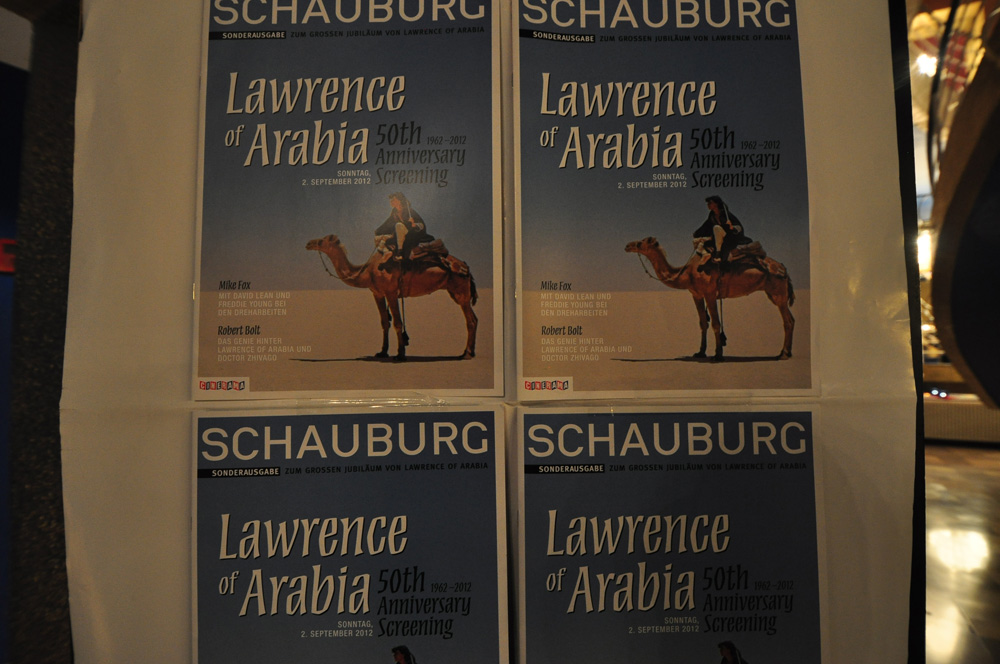 SCHAUBURG
SONDERAUSGABE ZUM GROSSEN JUBILÄUM VON LAWRENCE OF ARABIA
Lawrence
of Arabia
50th 1962–2012
Anniversary
Screening
SONNTAG,
2. SEPTEMBER 2012
Mike Fox
MIT DAVID LEAN UND
FREDDIE YOUNG BEI
DEN DREHARBEITEN
Robert Bolt
DAS GENIE HINTER
LAWRENCE OF ARABIA UND
DOCTOR ZHIVAGO
CINERAMA
SCHAUBURG
SONDERAUSGABE ZUM GROSSEN JUBILÄUM VON LAWRENCE OF ARABIA
Lawrence
of Arabia
50th 1962–2012
Anniversary
Screening
SONNTAG,
2. SEPTEMBER 2012
Mike Fox
MIT DAVID LEAN UND
FREDDIE YOUNG BEI
DEN DREHARBEITEN
Robert Bolt
DAS GENIE HINTER
LAWRENCE OF ARABIA UND
DOCTOR ZHIVAGO
CINERAMA
SCHAUBURG
SONDERAUSGABE ZUM GROSSEN JUBILÄUM VON LAWRENCE OF ARABIA
Lawrence
of Arabia
50th 1962–2012
Anniversary
Screening
SONNTAG,
2. SEPTEMBER 2012
SCHAUBURG
SONDERAUSGABE ZUM GROSSEN JUBILÄUM VON LAWRENCE OF ARABIA
Lawrence
of Arabia
50th 1962–2012
Anniversary
Screening
SONNTAG,
2. SEPTEMBER 2012